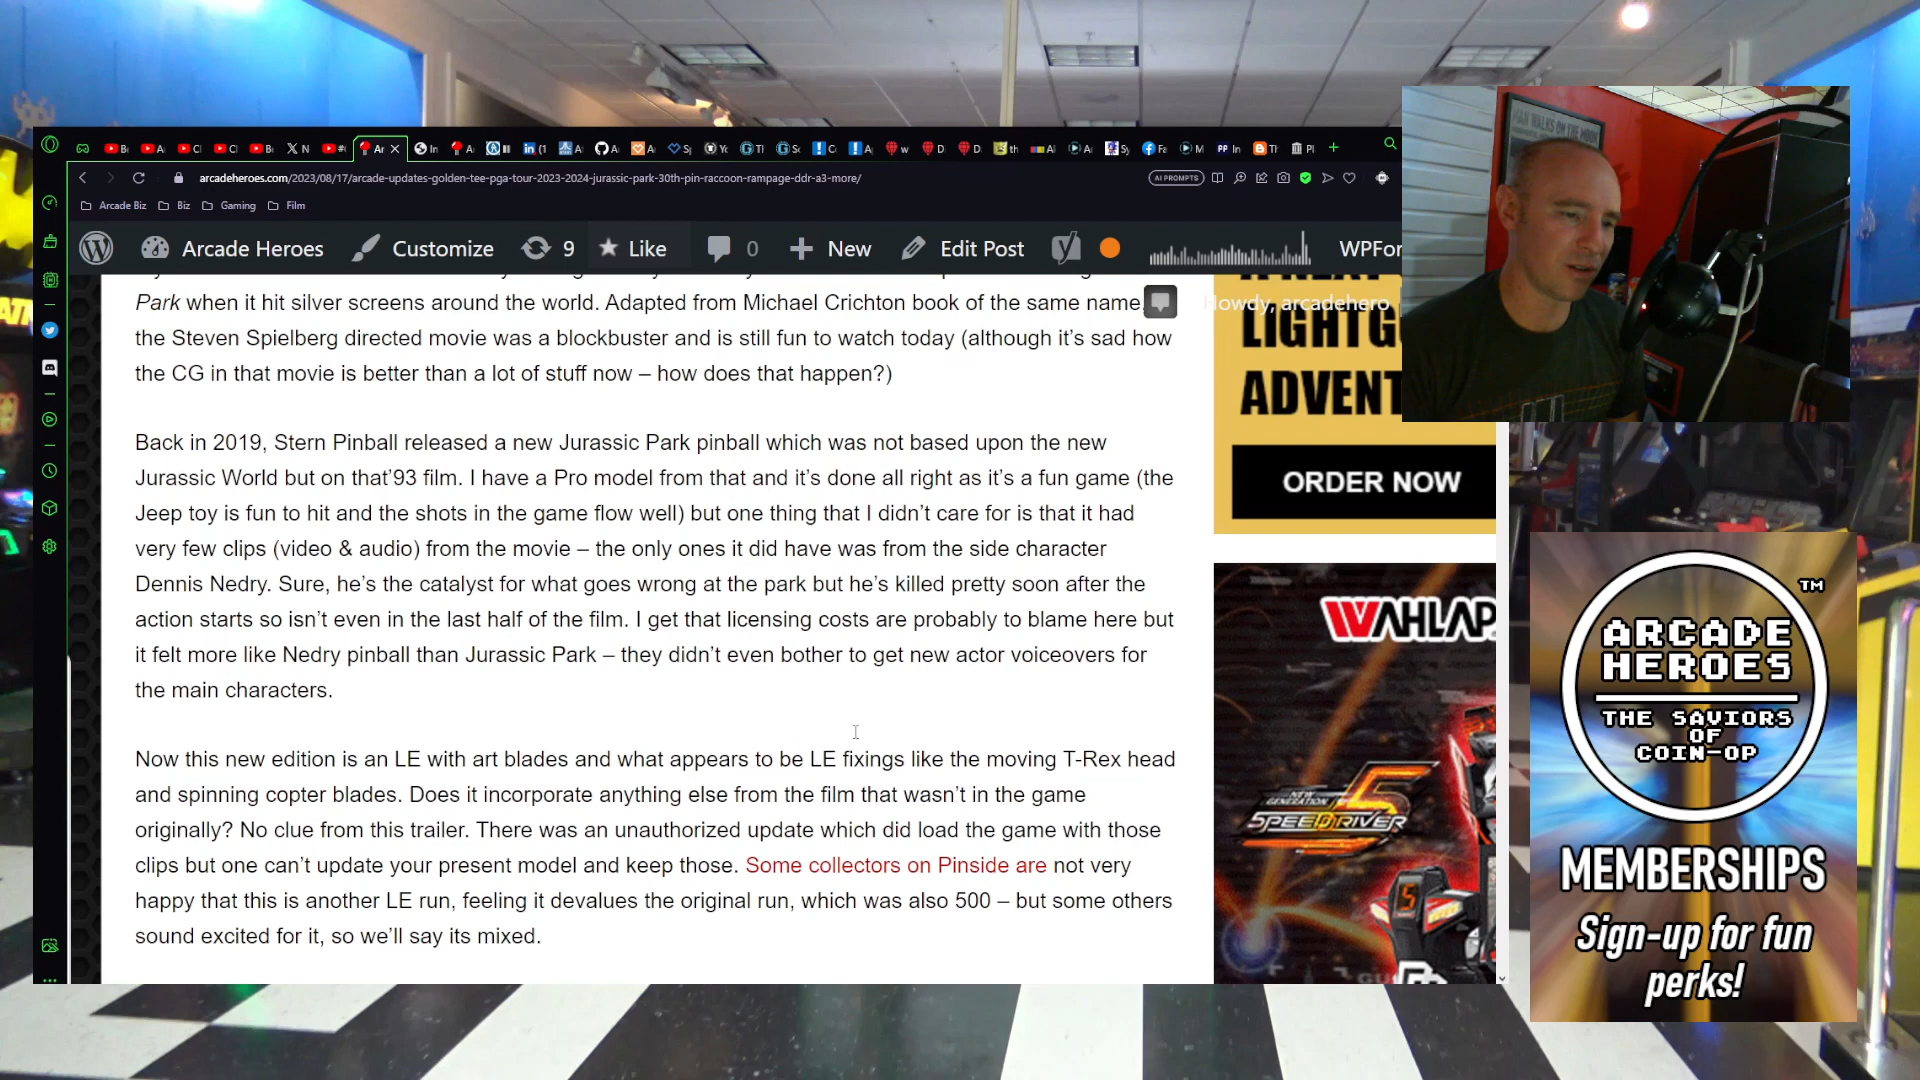 arcadeheroes.com/2023/08/17/arcade-updates-golden-tee-pga-tour-2023-2024-jurassic-park-30th-pin-raccoon-rampage-ddr-a3-more/
AI PROMPTS
Arcade Biz
Biz
Gaming
Film
Arcade Heroes
Customize
9
Like
0
New
Edit Post
WPFor
Howdy, arcadehero
Park when it hit silver screens around the world. Adapted from Michael Crichton book of the same name,
the Steven Spielberg directed movie was a blockbuster and is still fun to watch today (although it's sad how
the CG in that movie is better than a lot of stuff now – how does that happen?)
Back in 2019, Stern Pinball released a new Jurassic Park pinball which was not based upon the new
Jurassic World but on that'93 film. I have a Pro model from that and it's done all right as it's a fun game (the
Jeep toy is fun to hit and the shots in the game flow well) but one thing that I didn't care for is that it had
very few clips (video & audio) from the movie – the only ones it did have was from the side character
Dennis Nedry. Sure, he's the catalyst for what goes wrong at the park but he's killed pretty soon after the
action starts so isn't even in the last half of the film. I get that licensing costs are probably to blame here but
it felt more like Nedry pinball than Jurassic Park – they didn't even bother to get new actor voiceovers for
the main characters.
Now this new edition is an LE with art blades and what appears to be LE fixings like the moving T-Rex head
and spinning copter blades. Does it incorporate anything else from the film that wasn't in the game
originally? No clue from this trailer. There was an unauthorized update which did load the game with those
clips but one can't update your present model and keep those. Some collectors on Pinside are not very
happy that this is another LE run, feeling it devalues the original run, which was also 500 – but some others
sound excited for it, so we'll say its mixed.
LIGHTG
ADVENT
ORDER NOW
WAHLAP
NEW
GENERATION
5
SPEEDRIVER
MAN WALKS ON THE MOON
ARCADE
HEROES
TM
THE SAVIORS
OF
COIN-OP
MEMBERSHIPS
Sign-up for fun
perks!